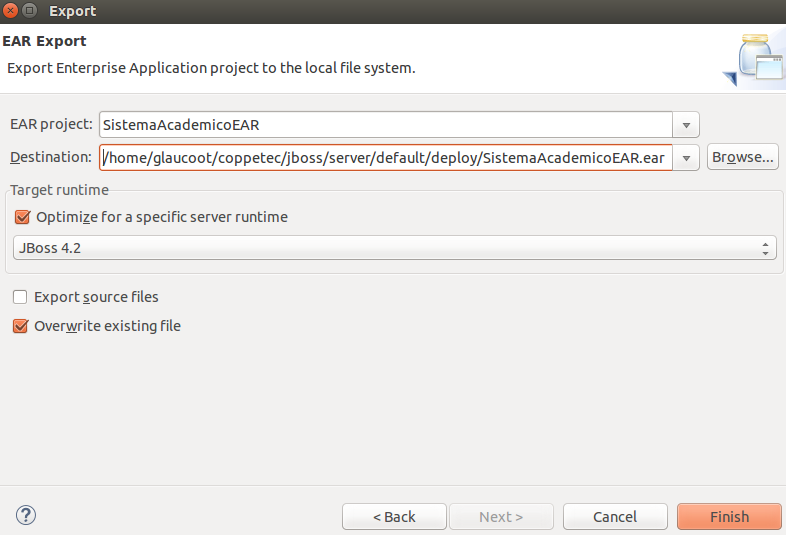 Export
EAR Export
Export Enterprise Application project to the local file system.
EAR project: SistemaAcademicoEAR
Destination: /home/glaucoot/coppetec/jboss/server/default/deploy/SistemaAcademicoEAR.ear Browse...
Target runtime
Optimize for a specific server runtime
JBoss 4.2
Export source files
Overwrite existing file
? < Back Next > Cancel Finish